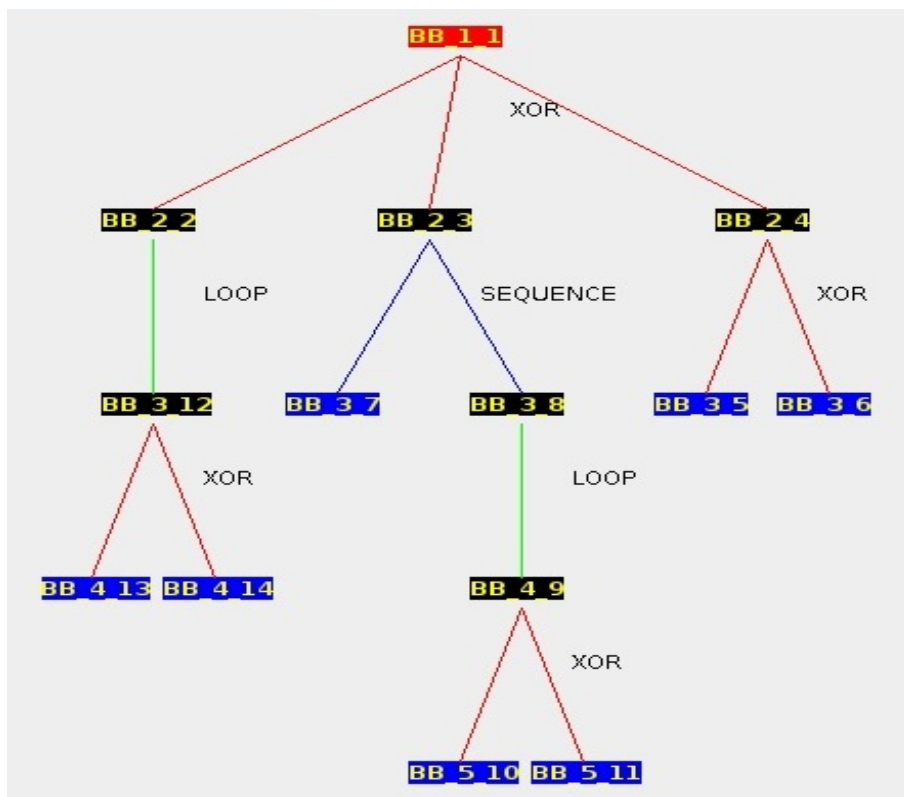 BB_1_1
XOR
BB_2_2 BB_2_3 BB_2_4
LOOP SEQUENCE XOR
BB_3_12 BB_3_7 BB_3_8 BB_3_5 BB_3_6
XOR LOOP
BB_4_13 BB_4_14 BB_4_9
XOR
BB_5_10 BB_5_11